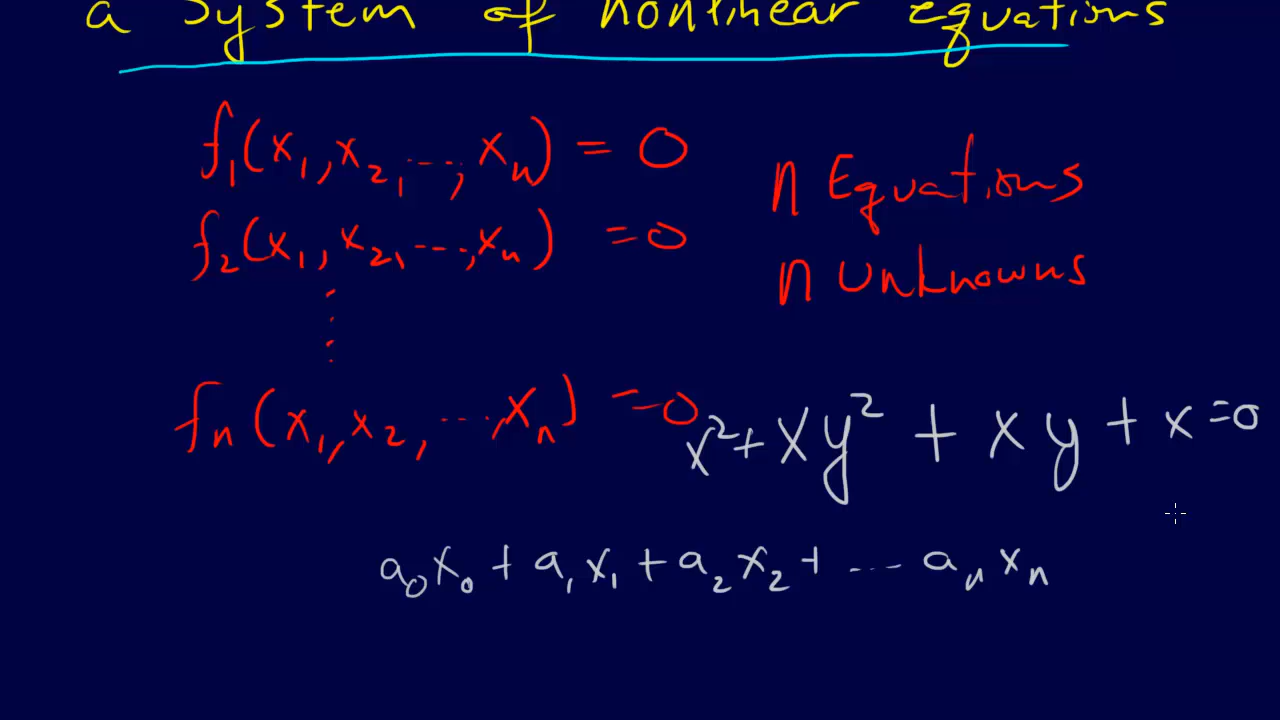 a System of nonlinear equations
f₁(x₁, x₂, ..., xₙ) = 0
n Equations
f₂(x₁, x₂, ..., xₙ) = 0
n Unknowns
⋮
fₙ(x₁, x₂, ..., xₙ) = 0
x² + xy² + xy + x = 0
a₀x₀ + a₁x₁ + a₂x₂ + ... aₙxₙ